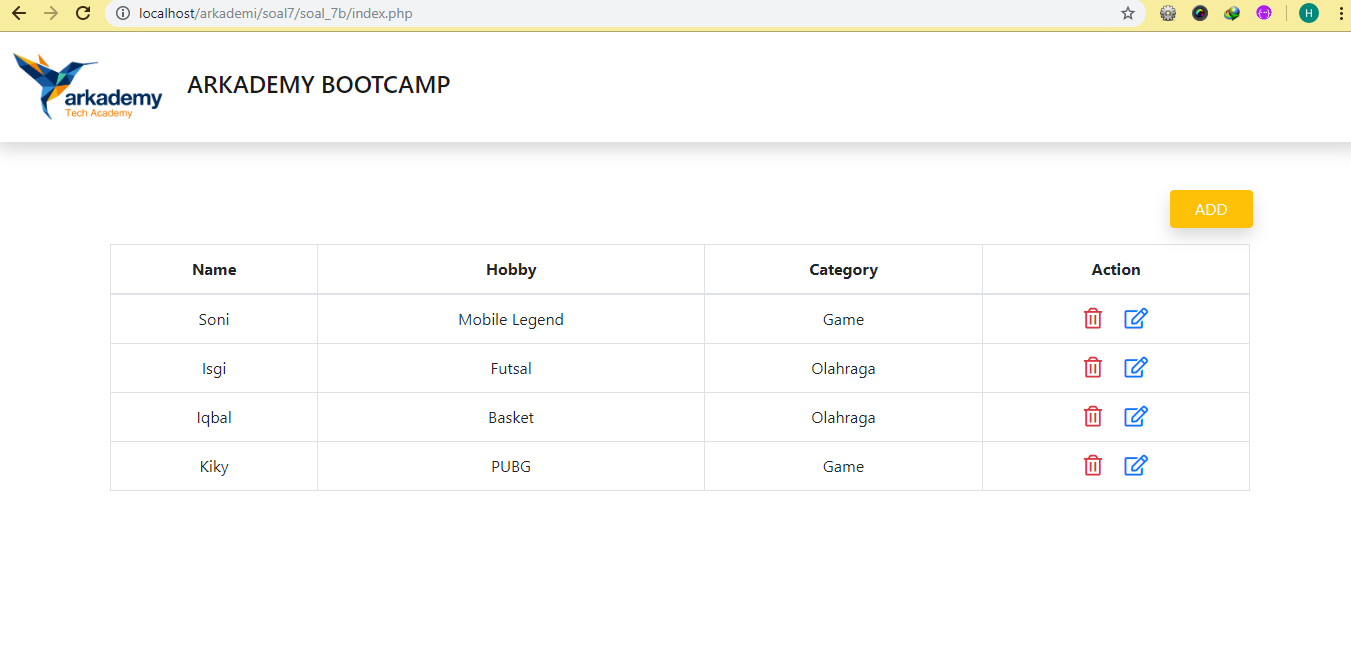 localhost/arkademi/soal7/soal_7b/index.php
H
arkademy
Tech Academy
ARKADEMY BOOTCAMP
ADD
Name Hobby Category Action
Soni Mobile Legend Game
Isgi Futsal Olahraga
Iqbal Basket Olahraga
Kiky PUBG Game